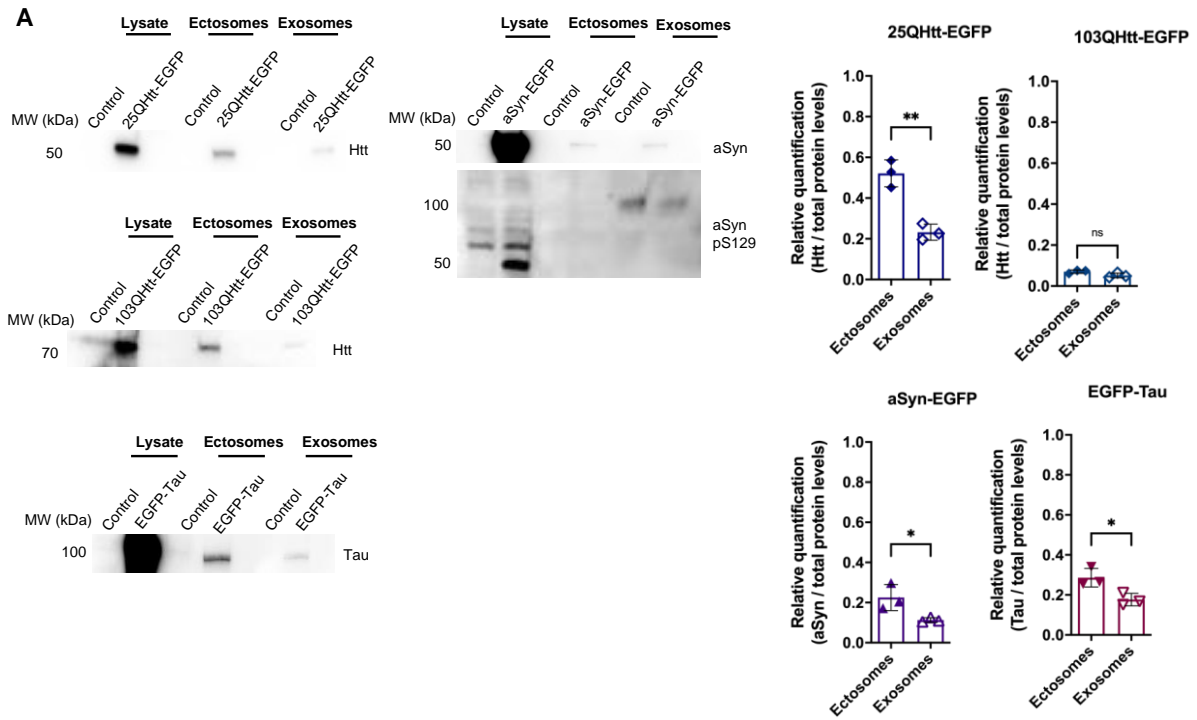 A
Lysate Ectosomes Exosomes
Control 25QHtt-EGFP Control 25QHtt-EGFP Control 25QHtt-EGFP
MW (kDa)
50 Htt
Lysate Ectosomes Exosomes
Control 103QHtt-EGFP Control 103QHtt-EGFP Control 103QHtt-EGFP
MW (kDa)
70 Htt
Lysate Ectosomes Exosomes
Control EGFP-Tau Control EGFP-Tau Control EGFP-Tau
MW (kDa)
100 Tau
Lysate Ectosomes Exosomes
Control aSyn-EGFP Control aSyn-EGFP Control aSyn-EGFP
MW (kDa)
50 aSyn
100
aSyn
pS129
50
25QHtt-EGFP
Relative quantification
(Htt / total protein levels)
1.0
0.8
0.6
0.4
0.2
0.0
**
Ectosomes Exosomes
103QHtt-EGFP
Relative quantification
(Htt / total protein levels)
1.0
0.8
0.6
0.4
0.2
0.0
ns
Ectosomes Exosomes
aSyn-EGFP
Relative quantification
(aSyn / total protein levels)
1.0
0.8
0.6
0.4
0.2
0.0
*
Ectosomes Exosomes
EGFP-Tau
Relative quantification
(Tau / total protein levels)
1.0
0.8
0.6
0.4
0.2
0.0
*
Ectosomes Exosomes